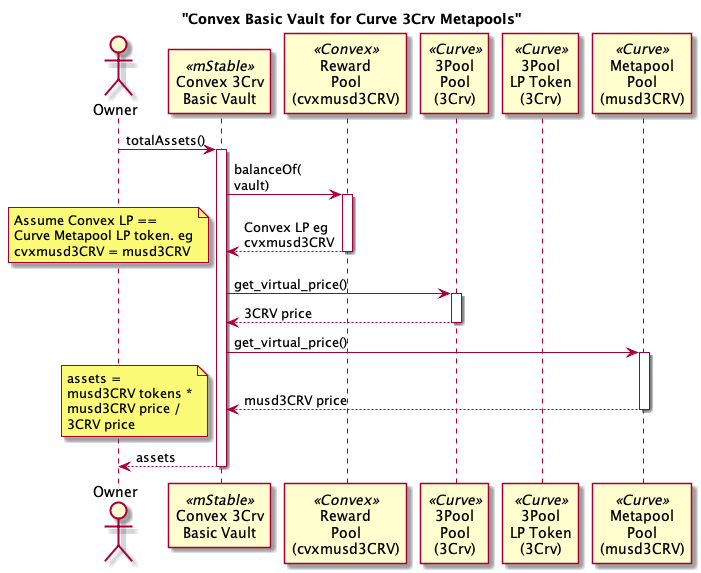 "Convex Basic Vault for Curve 3Crv Metapools"
Owner
«mStable»
Convex 3Crv
Basic Vault
«Convex»
Reward
Pool
(cvxmusd3CRV)
«Curve»
3Pool
Pool
(3Crv)
«Curve»
3Pool
LP Token
(3Crv)
«Curve»
Metapool
Pool
(musd3CRV)
totalAssets()
balanceOf(
vault)
Assume Convex LP ==
Curve Metapool LP token. eg
cvxmusd3CRV = musd3CRV
Convex LP eg
cvxmusd3CRV
get_virtual_price()
3CRV price
get_virtual_price()
assets =
musd3CRV tokens *
musd3CRV price /
3CRV price
musd3CRV price
assets
Owner
«mStable»
Convex 3Crv
Basic Vault
«Convex»
Reward
Pool
(cvxmusd3CRV)
«Curve»
3Pool
Pool
(3Crv)
«Curve»
3Pool
LP Token
(3Crv)
«Curve»
Metapool
Pool
(musd3CRV)